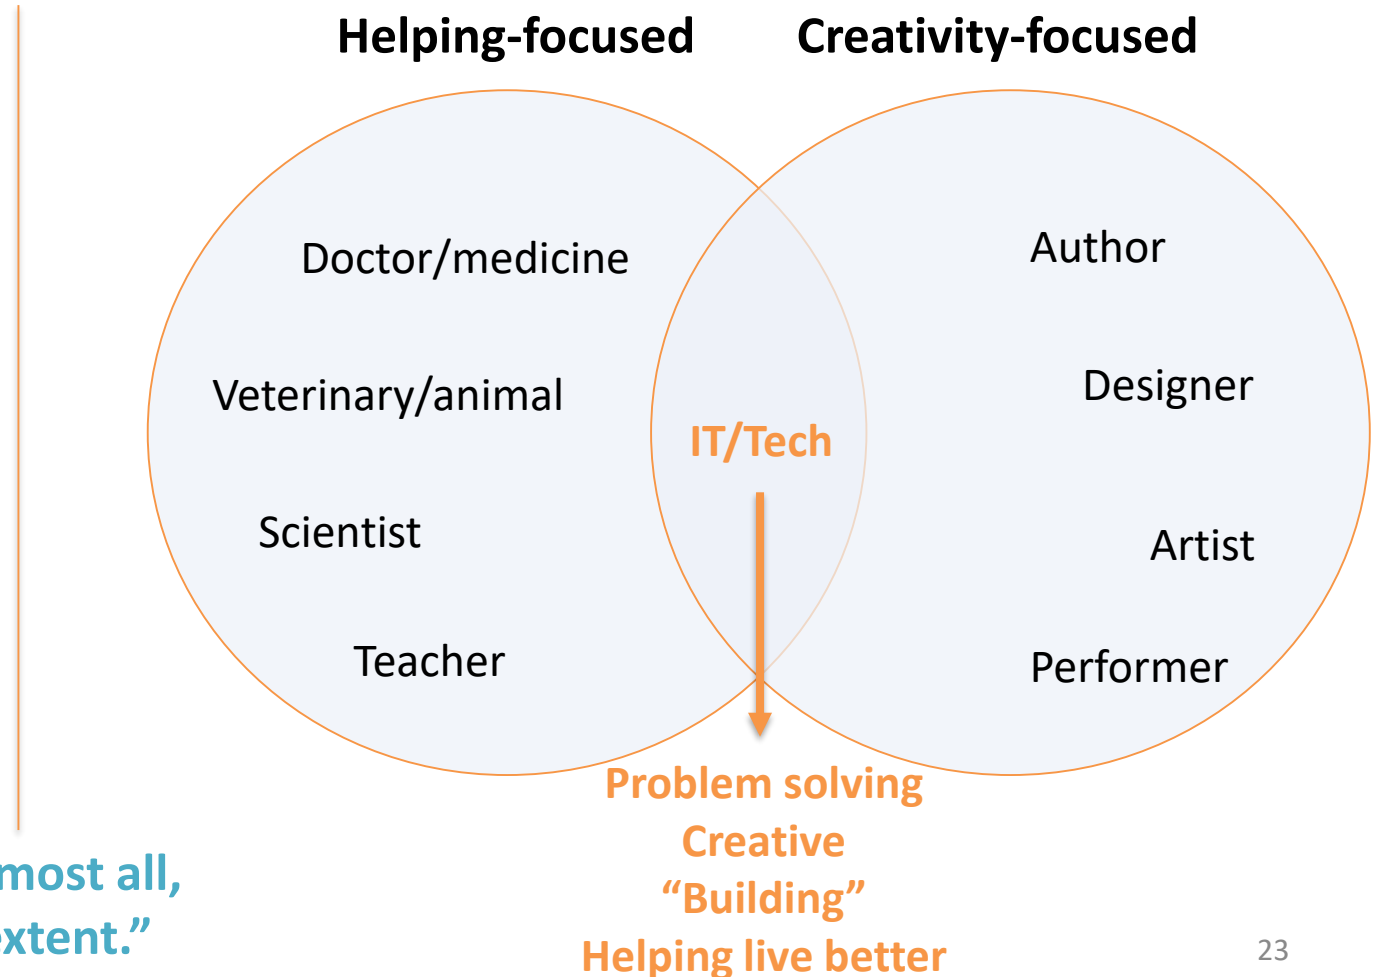 Helping-focused
Creativity-focused
Doctor/medicine
Veterinary/animal
Scientist
Teacher
IT/Tech
Author
Designer
Artist
Performer
Problem solving
Creative
“Building”
Helping live better
most all,
extent.”
23